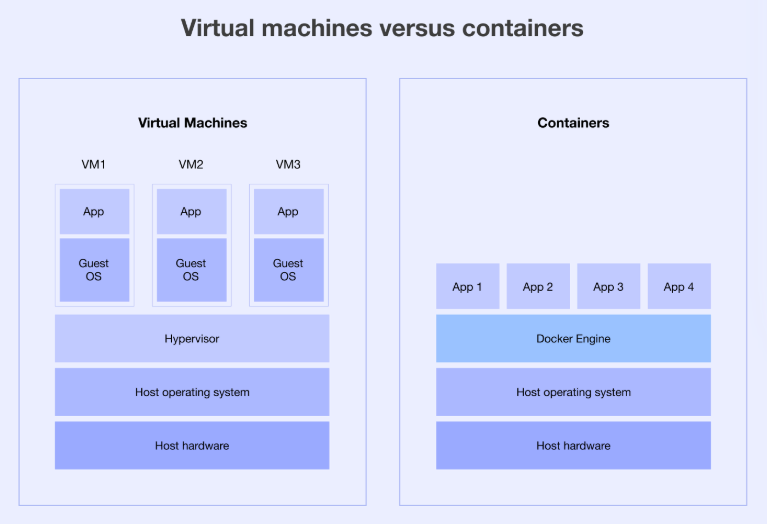 Virtual machines versus containers
Virtual Machines
VM1
VM2
VM3
App
App
App
Guest
OS
Guest
OS
Guest
OS
Hypervisor
Host operating system
Host hardware
Containers
App 1
App 2
App 3
App 4
Docker Engine
Host operating system
Host hardware